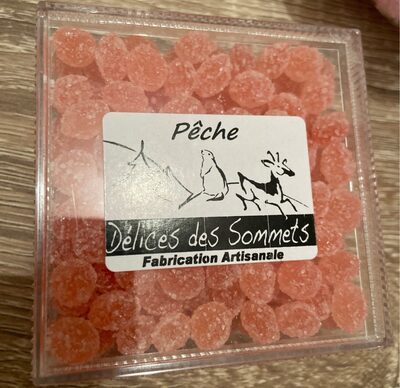 Pêche
Délices des Sommets
Fabrication Artisanale